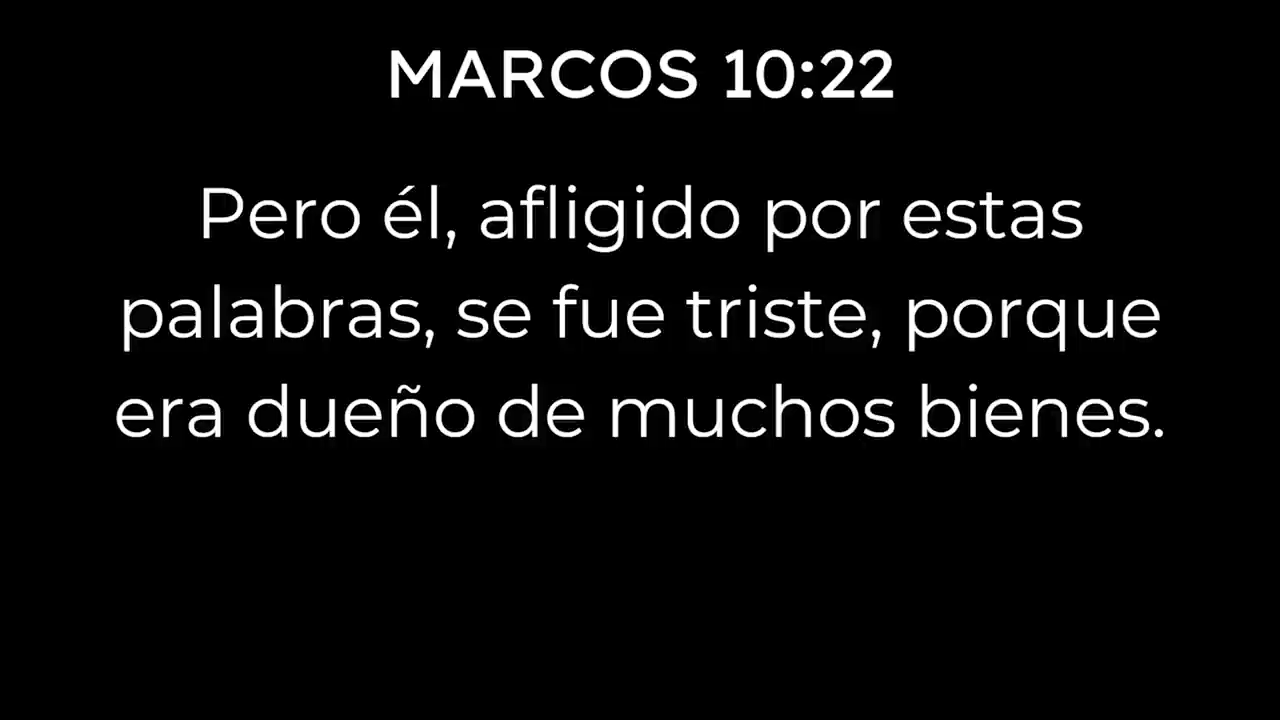 MARCOS 10:22
Pero él, afligido por estas
palabras, se fue triste, porque
era dueño de muchos bienes.